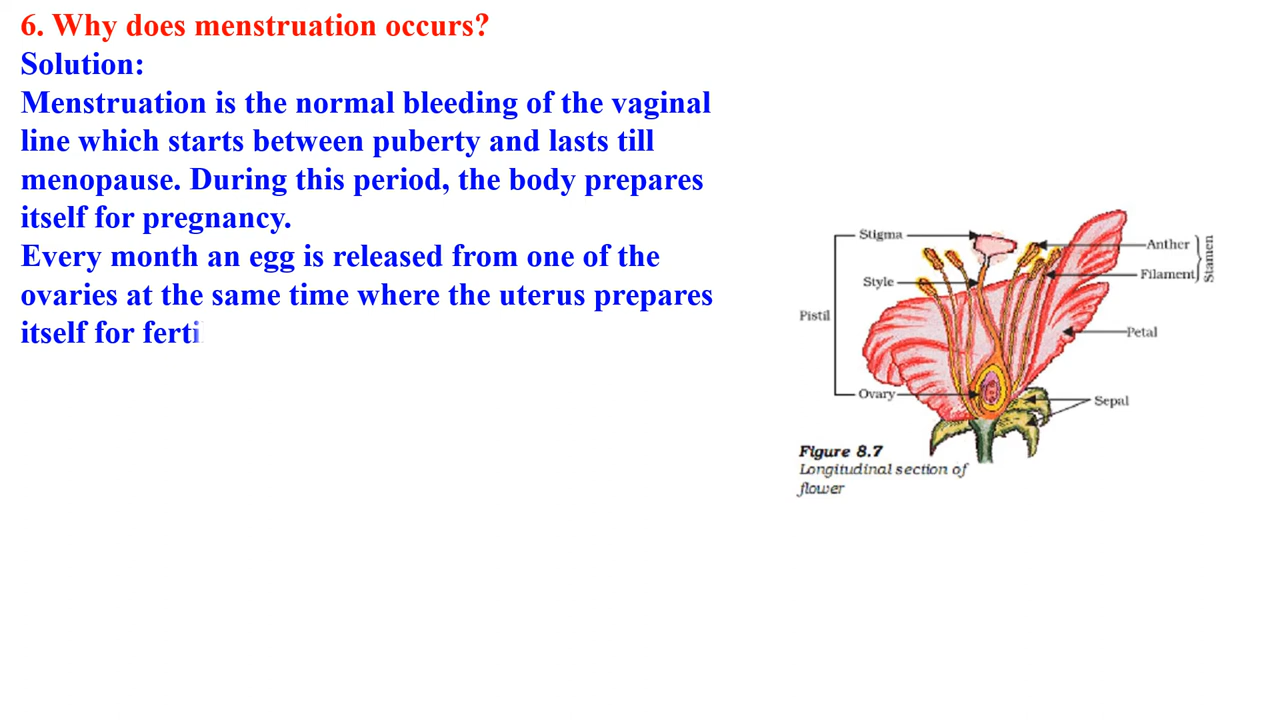 6. Why does menstruation occurs?
Solution:
Menstruation is the normal bleeding of the vaginal
line which starts between puberty and lasts till
menopause. During this period, the body prepares
itself for pregnancy.
Every month an egg is released from one of the
ovaries at the same time where the uterus prepares
itself for ferti
Stigma
Anther
Stamen
Filament
Style
Pistil
Petal
Ovary
Sepal
Figure 8.7
Longitudinal section of
flower